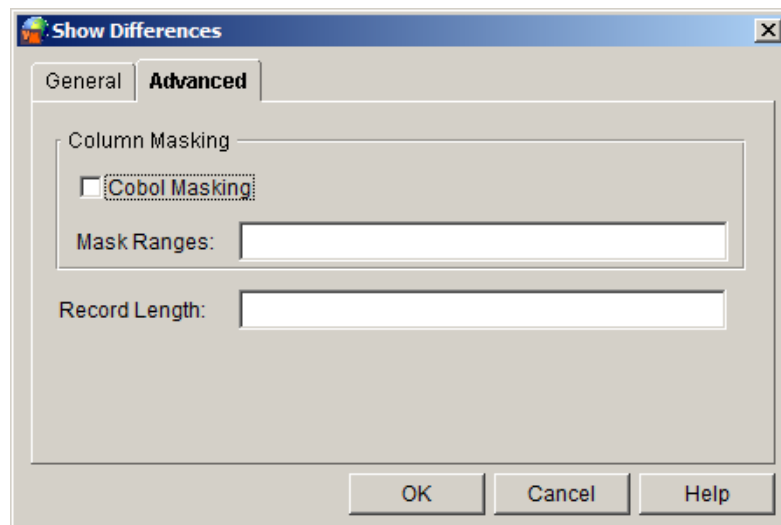 Show Differences
General Advanced
Column Masking
Cobol Masking
Mask Ranges:
Record Length:
OK Cancel Help